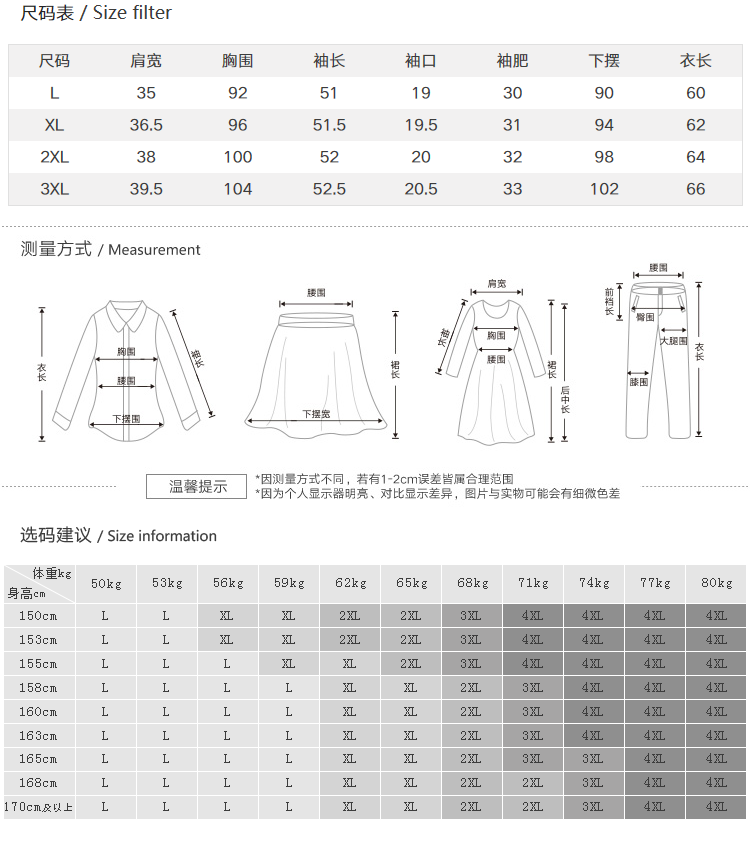 尺码表 / Size filter
尺码 肩宽 胸围 袖长 袖口 袖肥 下摆 衣长
L 35 92 51 19 30 90 60
XL 36.5 96 51.5 19.5 31 94 62
2XL 38 100 52 20 32 98 64
3XL 39.5 104 52.5 20.5 33 102 66
测量方式 / Measurement
衣长
胸围
腰围
下摆围
衣袖
腰围
裙长
下摆宽
肩宽
衣袖
胸围
腰围
裙长
后中长
腰围
前裆长
臀围
大腿围
膝围
衣长
温馨提示
*因测量方式不同，若有1-2cm误差皆属合理范围
*因为个人显示器明亮、对比显示差异，图片与实物可能会有细微色差
选码建议 / Size information
体重kg 50kg 53kg 56kg 59kg 62kg 65kg 68kg 71kg 74kg 77kg 80kg
身高cm
150cm L L XL XL 2XL 2XL 3XL 4XL 4XL 4XL 4XL
153cm L L XL XL 2XL 2XL 3XL 4XL 4XL 4XL 4XL
155cm L L L XL XL 2XL 3XL 4XL 4XL 4XL 4XL
158cm L L L L XL XL 2XL 3XL 4XL 4XL 4XL
160cm L L L L XL XL 2XL 3XL 4XL 4XL 4XL
163cm L L L L XL XL 2XL 3XL 4XL 4XL 4XL
165cm L L L L XL XL 2XL 3XL 3XL 4XL 4XL
168cm L L L L XL XL 2XL 2XL 3XL 4XL 4XL
170cm及以上 L L L L XL XL 2XL 2XL 3XL 4XL 4XL